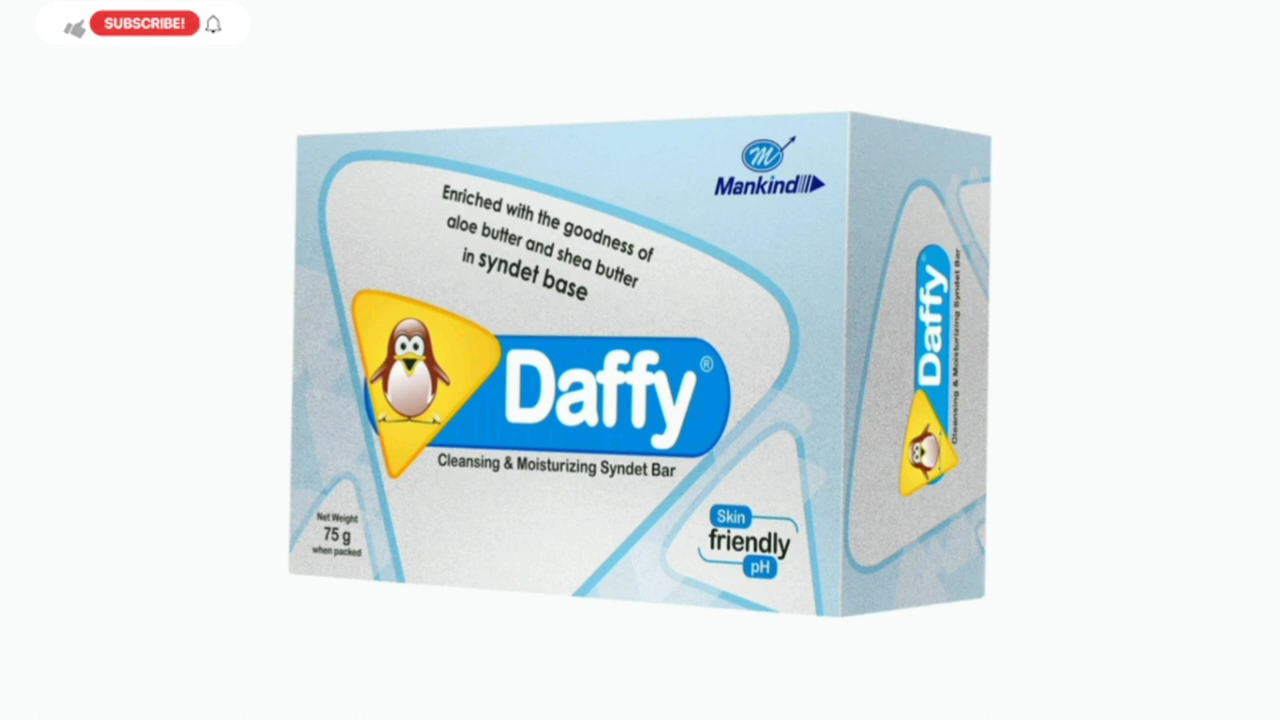 SUBSCRIBE!
Mankind
Enriched with the goodness of
aloe butter and shea butter
in syndet base
Daffy®
Cleansing & Moisturizing Syndet Bar
Net Weight
75 g
when packed
Skin
friendly
pH
Daffy
Cleansing & Moisturizing Syndet Bar